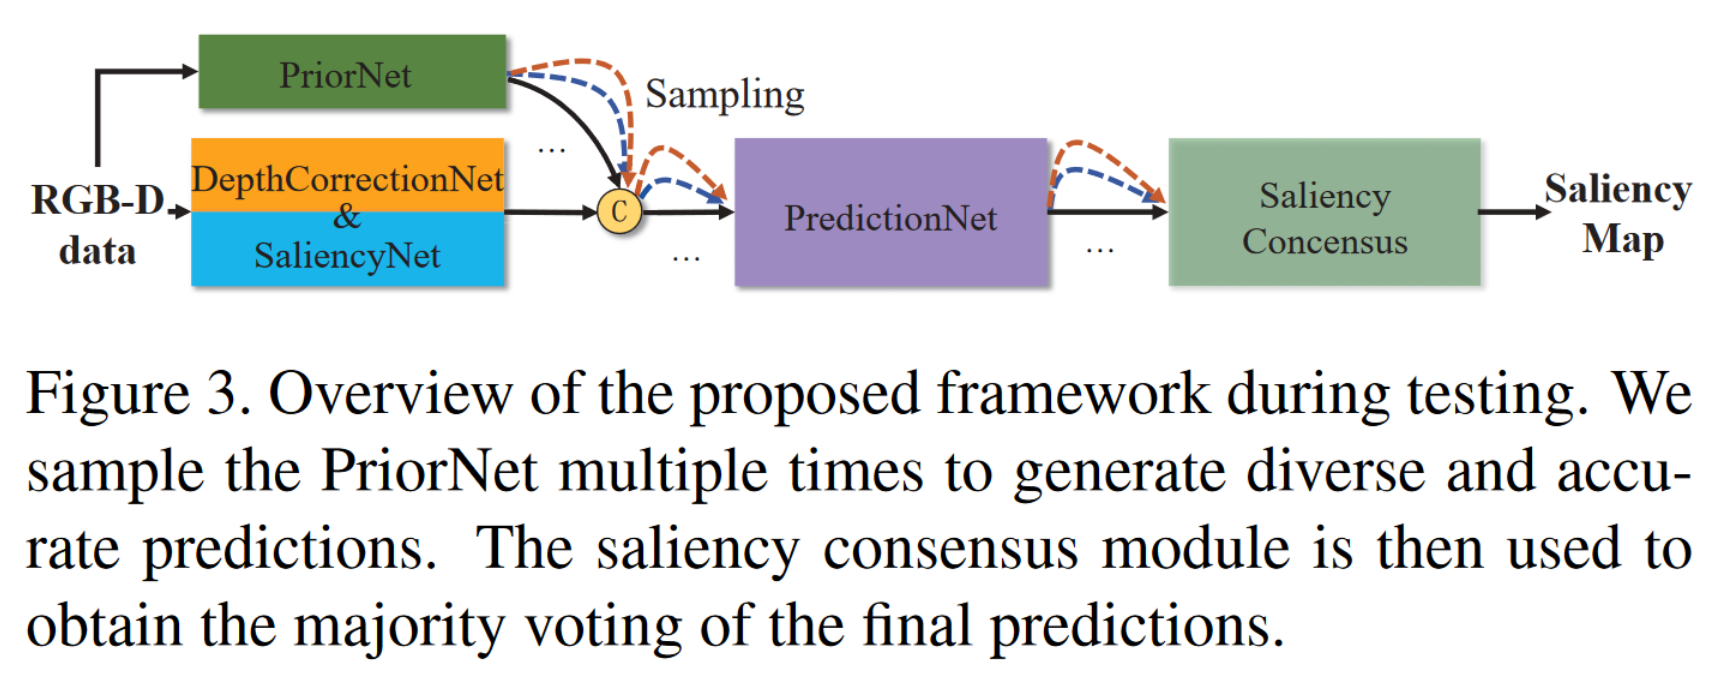 PriorNet
Sampling
...
DepthCorrectionNet
&
SaliencyNet
RGB-D
data
C
...
PredictionNet
...
Saliency
Concensus
Saliency
Map
Figure 3. Overview of the proposed framework during testing. We
sample the PriorNet multiple times to generate diverse and accu-
rate predictions. The saliency consensus module is then used to
obtain the majority voting of the final predictions.